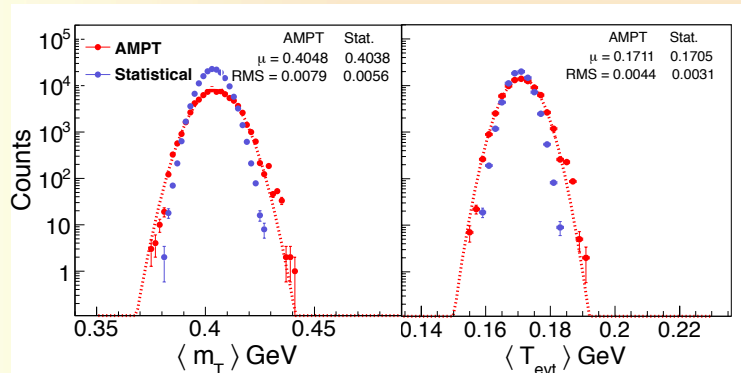 Counts
10⁵
10⁴
10³
10²
10
1
AMPT
Statistical
AMPT Stat.
μ = 0.4048 0.4038
RMS = 0.0079 0.0056
0.35 0.4 0.45
⟨ m_T ⟩ GeV
AMPT Stat.
μ = 0.1711 0.1705
RMS = 0.0044 0.0031
0.14 0.16 0.18 0.2 0.22
⟨ T_evt ⟩ GeV